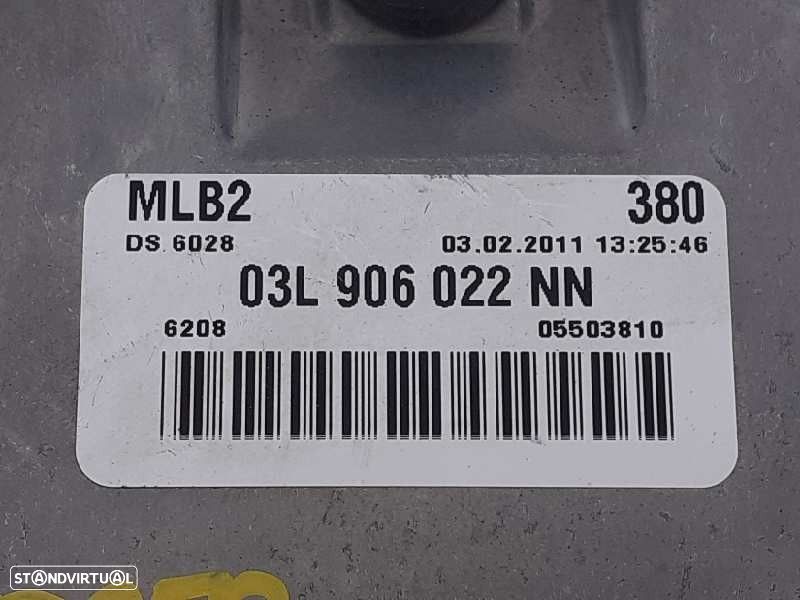 MLB2 380
DS. 6028 03.02.2011 13:25:46
03L 906 022 NN
6208 05503810
STANDVIRTUAL